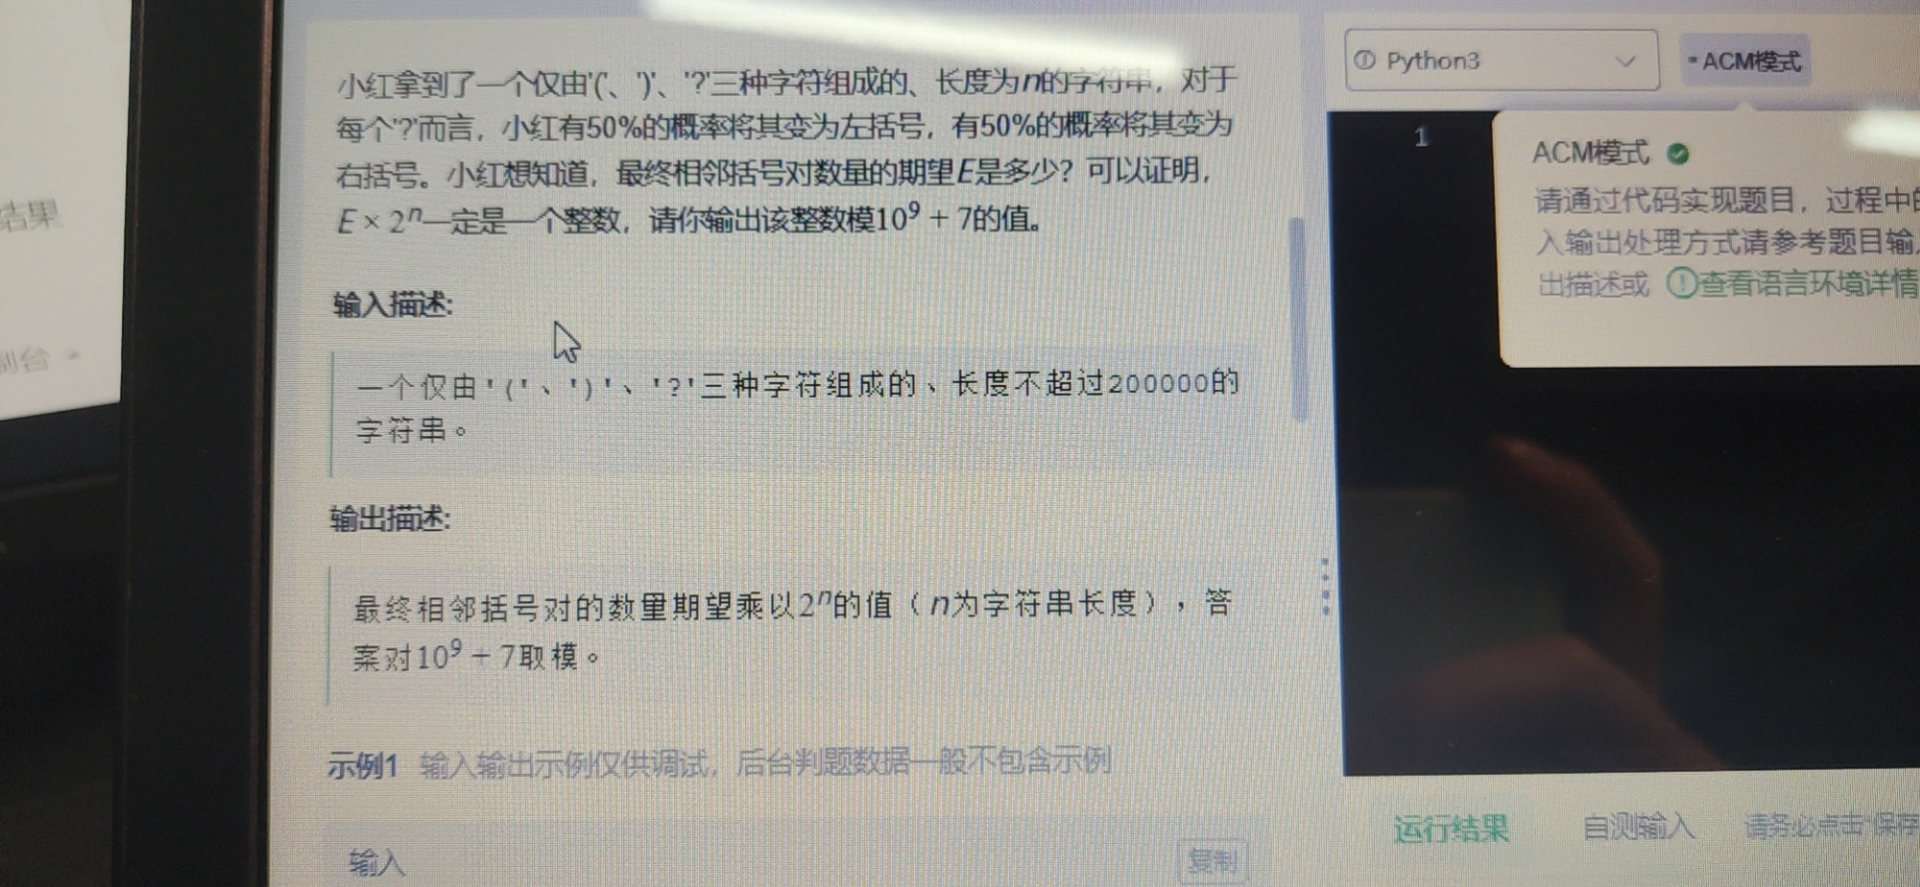 小红拿到了一个仅由'(、')'、'?'三种字符组成的、长度为n的字符串，对于
每个'?'而言，小红有50%的概率将其变为左括号，有50%的概率将其变为
右括号。小红想知道，最终相邻括号对数量的期望E是多少？可以证明，
E × 2ⁿ一定是一个整数，请你输出该整数模10⁹ + 7的值。
输入描述:
一个仅由'('、')'、'?'三种字符组成的、长度不超过200000的
字符串。
输出描述:
最终相邻括号对的数量期望乘以2ⁿ的值（n为字符串长度），答
案对10⁹ + 7取模。
示例1 输入输出示例仅供调试，后台判题数据一般不包含示例
输入
复制
结果
制台
Python3
ACM模式
1
ACM模式
请通过代码实现题目，过程中的
入输出处理方式请参考题目输
出描述或 查看语言环境详情
运行结果 自测输入 请务必点击"保存